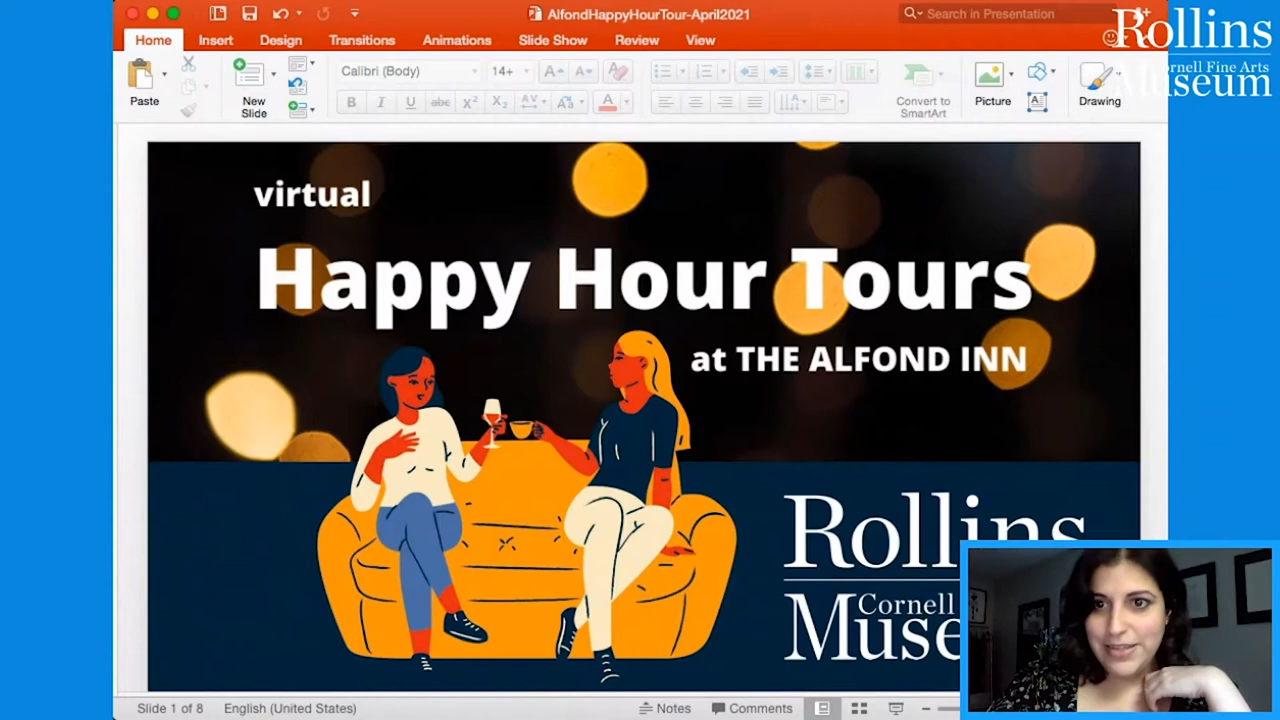 AlfondHappyHourTour-April2021
Search in Presentation
Rollins
Cornell Fine Arts
Museum
Home Insert Design Transitions Animations Slide Show Review View
Paste
New
Slide
Calibri (Body)
14+
Convert to
SmartArt
Picture
Drawing
virtual
Happy Hour Tours
at THE ALFOND INN
Rollins
Cornell
Muse
Slide 1 of 8
English (United States)
Notes
Comments